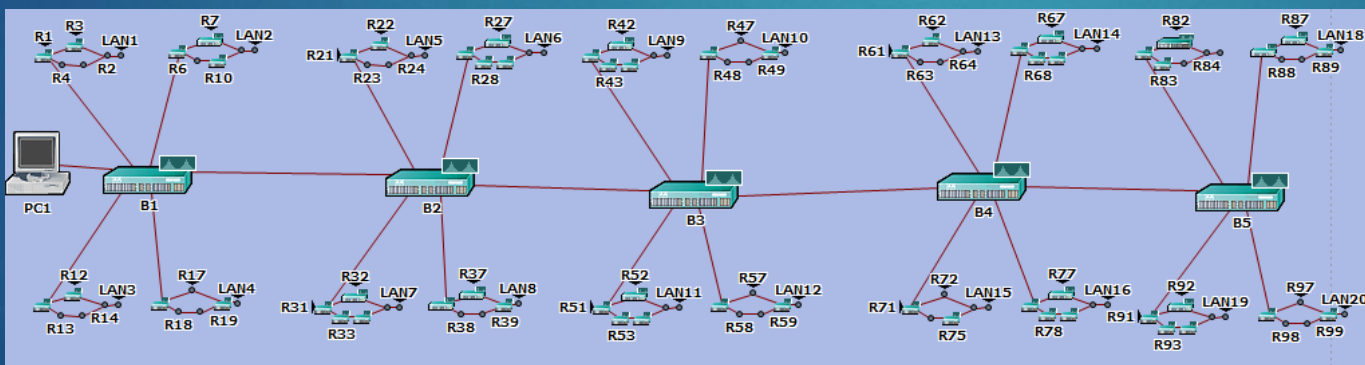 R1 R3 LAN1 R4 R2
R7 LAN2 R6 R10
R22 LAN5 R21 R23 R24
R27 LAN6 R28
R42 LAN9 R43
R47 LAN10 R48 R49
R62 LAN13 R61 R63 R64
R67 LAN14 R68
R82 R83 R84
R87 LAN18 R88 R89
PC1 B1 B2 B3 B4 B5
R12 LAN3 R13 R14
R17 LAN4 R18 R19
R32 LAN7 R31 R33
R37 LAN8 R38 R39
R52 LAN11 R51 R53
R57 LAN12 R58 R59
R72 LAN15 R71 R75
R77 LAN16 R78
R92 LAN19 R91 R93
R97 LAN20 R98 R99